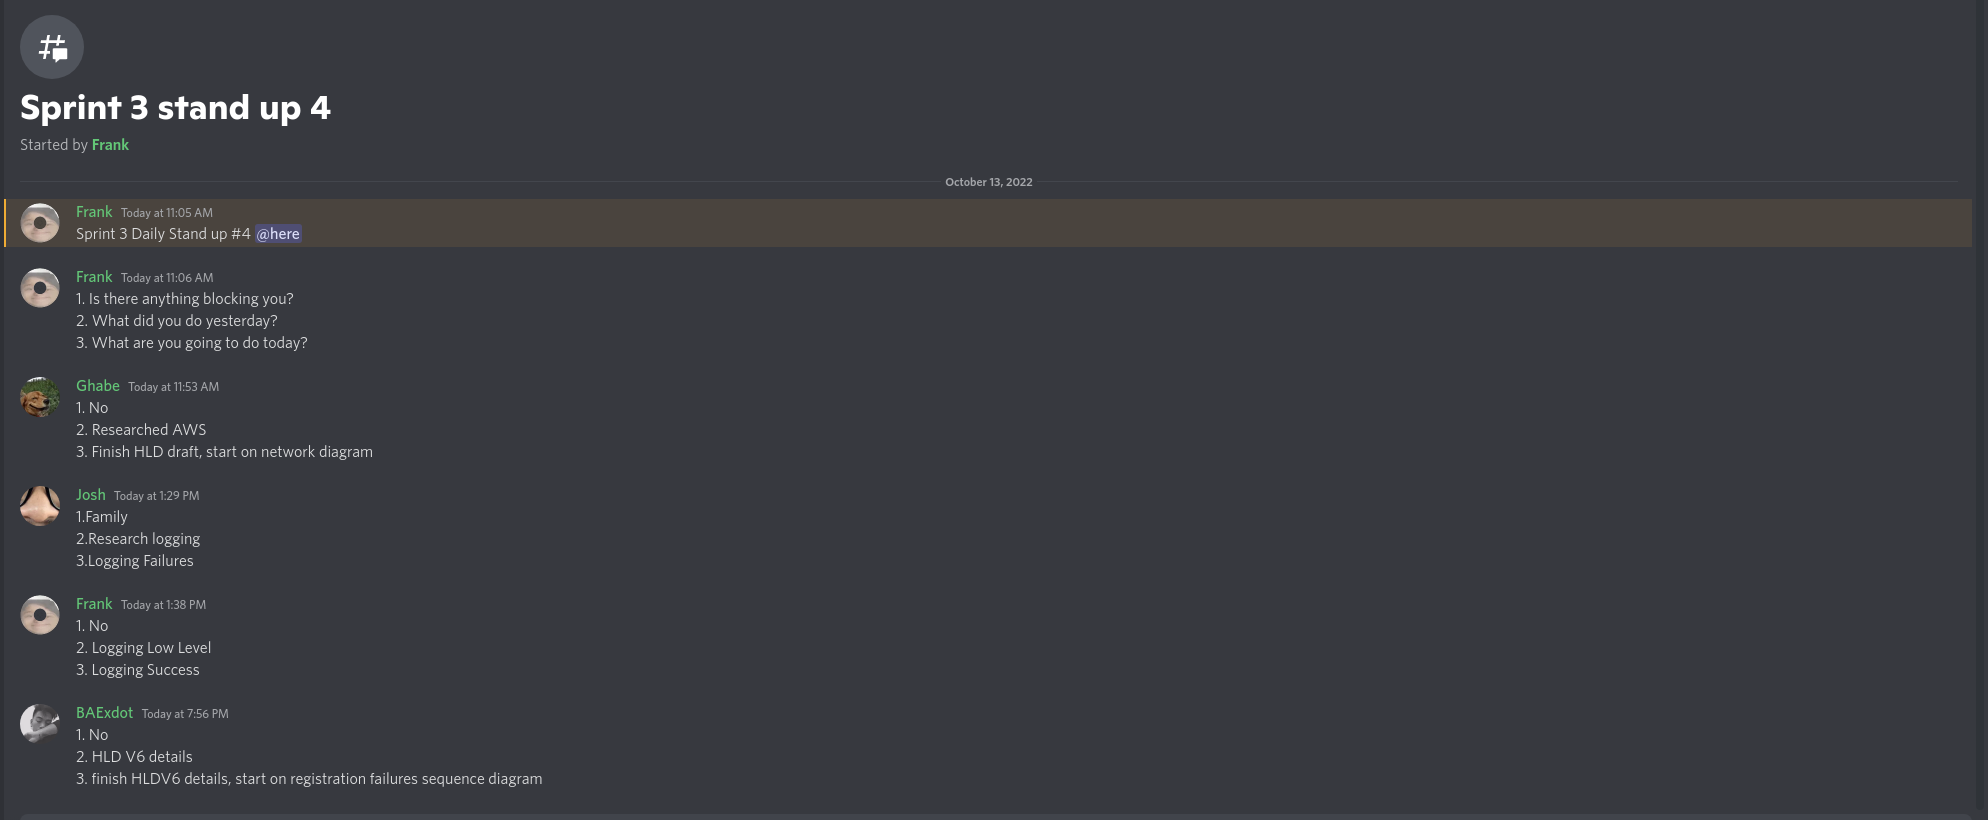 Sprint 3 stand up 4
Started by Frank
October 13, 2022
Frank Today at 11:05 AM
Sprint 3 Daily Stand up #4 @here
Frank Today at 11:06 AM
1. Is there anything blocking you?
2. What did you do yesterday?
3. What are you going to do today?
Ghabe Today at 11:53 AM
1. No
2. Researched AWS
3. Finish HLD draft, start on network diagram
Josh Today at 1:29 PM
1.Family
2.Research logging
3.Logging Failures
Frank Today at 1:38 PM
1. No
2. Logging Low Level
3. Logging Success
BAExdot Today at 7:56 PM
1. No
2. HLD V6 details
3. finish HLDV6 details, start on registration failures sequence diagram